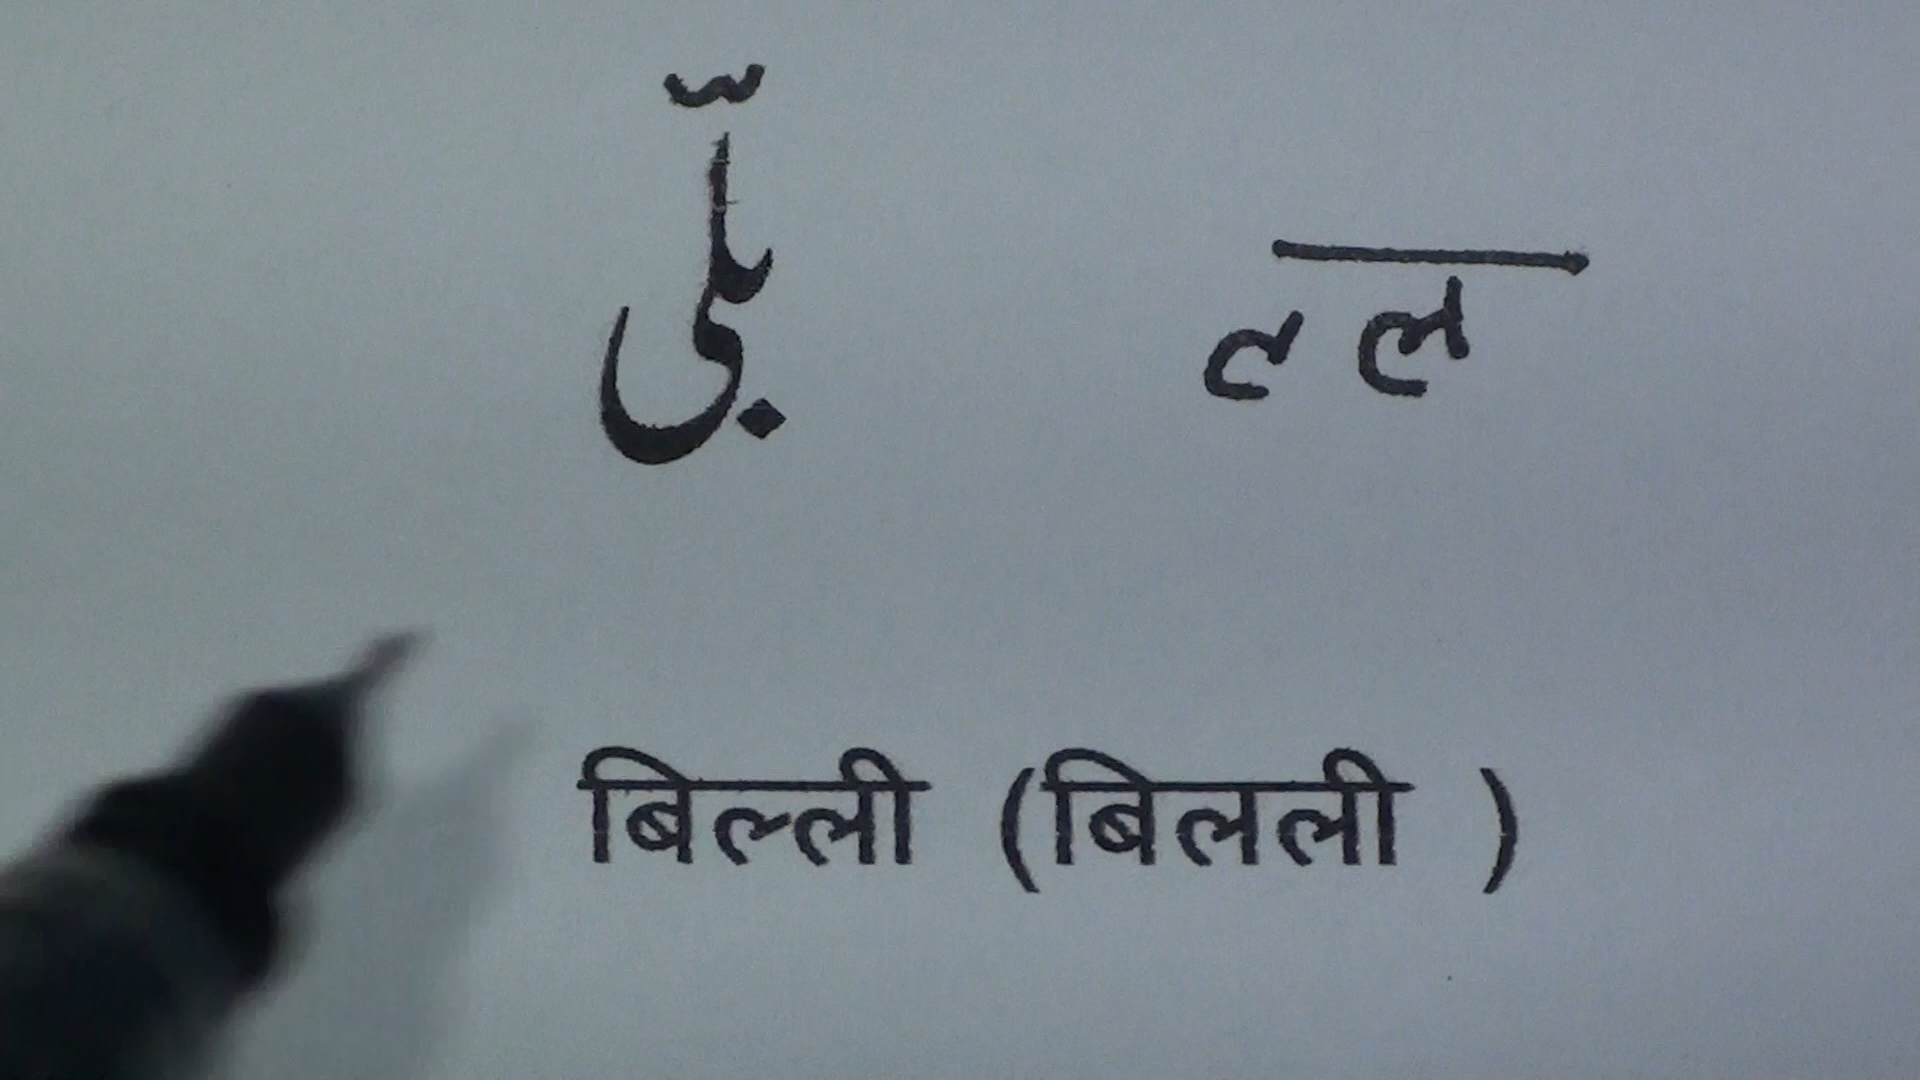 بلّی त ल
बिल्ली (बिलली )